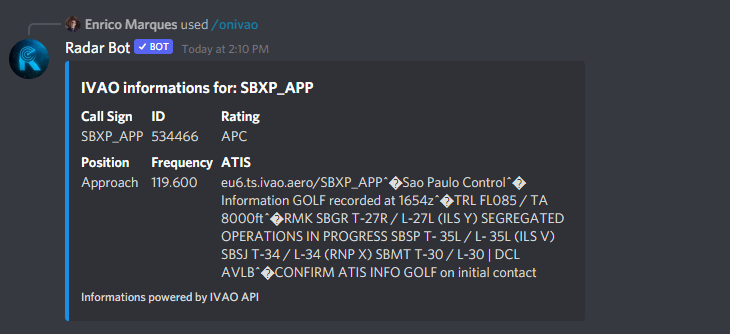 Enrico Marques used /onivao
Radar Bot ✓ BOT Today at 2:10 PM
IVAO informations for: SBXP_APP
Call Sign ID Rating
SBXP_APP 534466 APC
Position Frequency ATIS
Approach 119.600 eu6.ts.ivao.aero/SBXP_APPˆ�Sao Paulo Controlˆ�
Information GOLF recorded at 1654zˆ�TRL FL085 / TA
8000ftˆ�RMK SBGR T-27R / L-27L (ILS Y) SEGREGATED
OPERATIONS IN PROGRESS SBSP T- 35L / L- 35L (ILS V)
SBSJ T-34 / L-34 (RNP X) SBMT T-30 / L-30 | DCL
AVLBˆ�CONFIRM ATIS INFO GOLF on initial contact
Informations powered by IVAO API